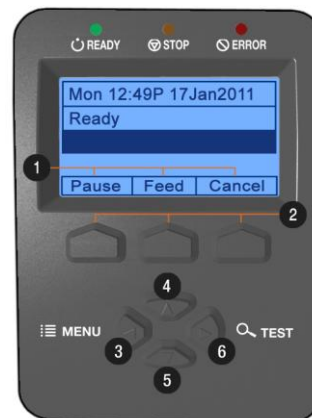 READY STOP ERROR
Mon 12:49P 17Jan2011
Ready
1
Pause Feed Cancel
2
4
MENU TEST
3 6
5